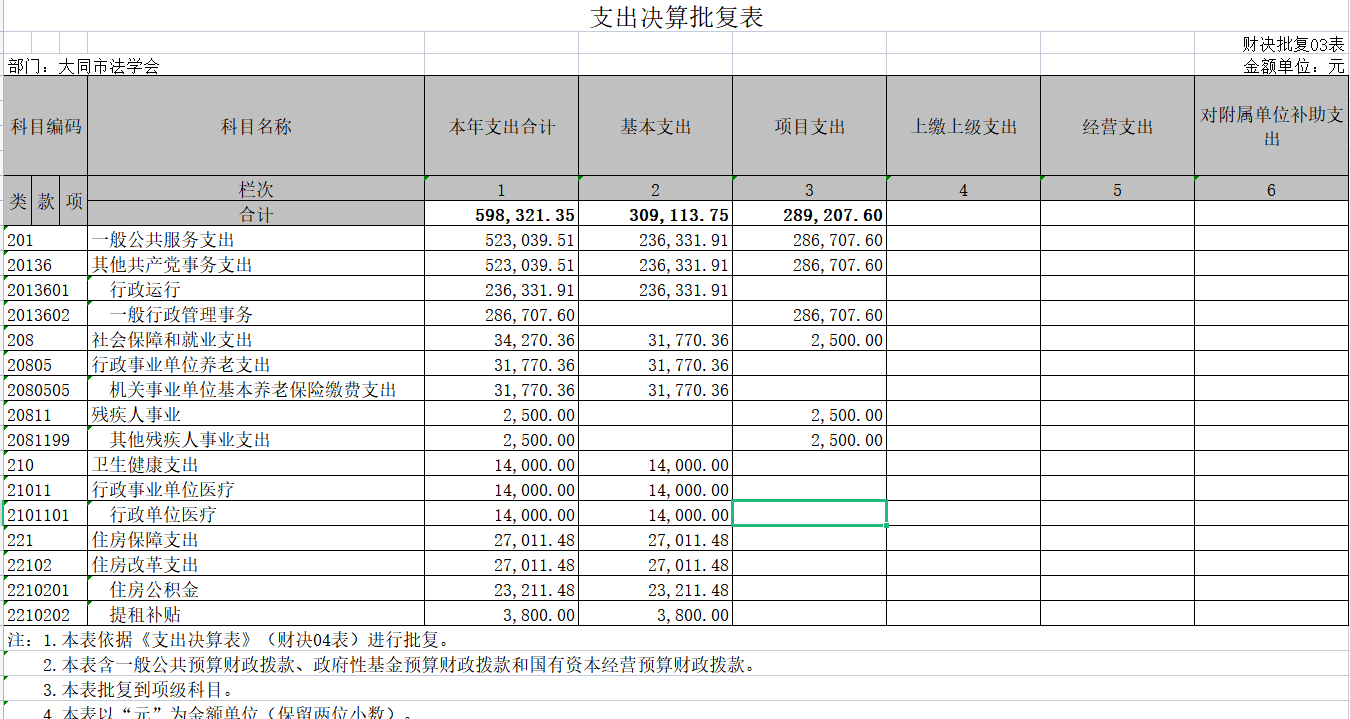 支出决算批复表
财决批复03表
部门：大同市法学会 金额单位：元
科目编码 科目名称 本年支出合计 基本支出 项目支出 上缴上级支出 经营支出 对附属单位补助支出
类 款 项 栏次 1 2 3 4 5 6
合计 598,321.35 309,113.75 289,207.60
201 一般公共服务支出 523,039.51 236,331.91 286,707.60
20136 其他共产党事务支出 523,039.51 236,331.91 286,707.60
2013601 行政运行 236,331.91 236,331.91
2013602 一般行政管理事务 286,707.60 286,707.60
208 社会保障和就业支出 34,270.36 31,770.36 2,500.00
20805 行政事业单位养老支出 31,770.36 31,770.36
2080505 机关事业单位基本养老保险缴费支出 31,770.36 31,770.36
20811 残疾人事业 2,500.00 2,500.00
2081199 其他残疾人事业支出 2,500.00 2,500.00
210 卫生健康支出 14,000.00 14,000.00
21011 行政事业单位医疗 14,000.00 14,000.00
2101101 行政单位医疗 14,000.00 14,000.00
221 住房保障支出 27,011.48 27,011.48
22102 住房改革支出 27,011.48 27,011.48
2210201 住房公积金 23,211.48 23,211.48
2210202 提租补贴 3,800.00 3,800.00
注：1.本表依据《支出决算表》（财决04表）进行批复。
2.本表含一般公共预算财政拨款、政府性基金预算财政拨款和国有资本经营预算财政拨款。
3.本表批复到项级科目。
4.本表以“元”为金额单位（保留两位小数）。